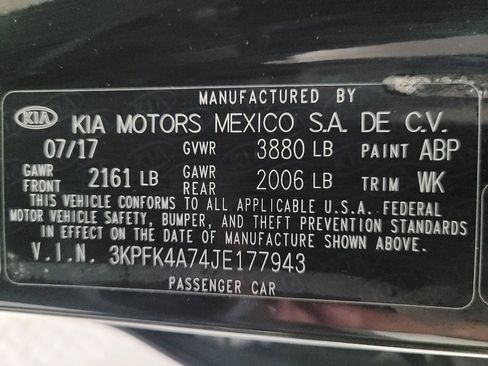 MANUFACTURED BY
KIA KIA MOTORS MEXICO S.A. DE C.V.
07/17 GVWR 3880 LB PAINT ABP
GAWR FRONT 2161 LB GAWR REAR 2006 LB TRIM WK
THIS VEHICLE CONFORMS TO ALL APPLICABLE U.S.A. FEDERAL
MOTOR VEHICLE SAFETY, BUMPER, AND THEFT PREVENTION STANDARDS
IN EFFECT ON THE DATE OF MANUFACTURE SHOWN ABOVE.
V.I.N. 3KPFK4A74JE177943
PASSENGER CAR